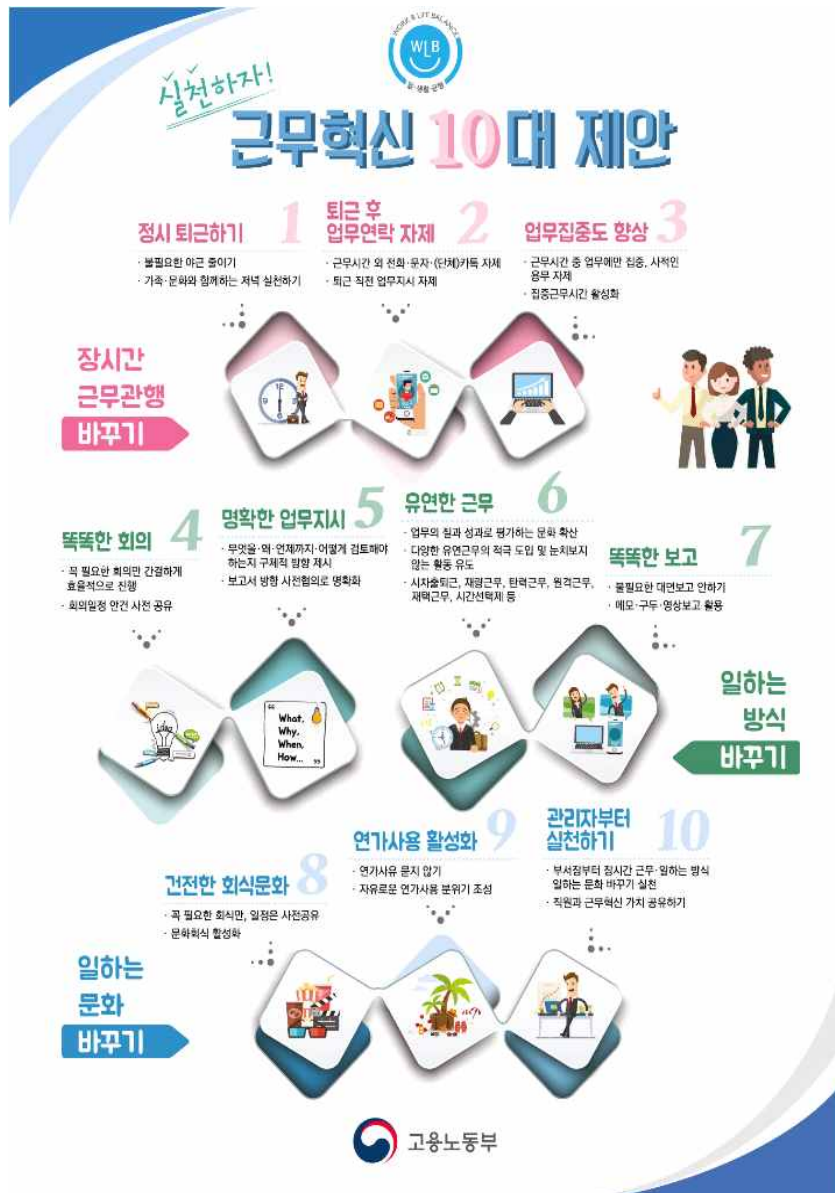 WORK & LIFE BALANCE
WLB
일·생활·균형
실천하자!
근무혁신 10대 제안
정시 퇴근하기 1
· 불필요한 야근 줄이기
· 가족·문화와 함께하는 저녁 실천하기
퇴근 후
업무연락 자제 2
· 근무시간 외 전화·문자·(단체)카톡 자제
· 퇴근 직전 업무지시 자제
업무집중도 향상 3
· 근무시간 중 업무에만 집중, 사적인
용무 자제
· 집중근무시간 활성화
장시간
근무관행
바꾸기
똑똑한 회의 4
· 꼭 필요한 회의만 간결하게
효율적으로 진행
· 회의일정 안건 사전 공유
명확한 업무지시 5
· 무엇을·왜·언제까지·어떻게 검토해야
하는지 구체적 방향 제시
· 보고서 방향 사전협의로 명확화
유연한 근무 6
· 업무의 질과 성과로 평가하는 문화 확산
· 다양한 유연근무의 적극 도입 및 눈치보지
않는 활동 유도
· 시차출퇴근, 재량근무, 탄력근무, 원격근무,
재택근무, 시간선택제 등
똑똑한 보고 7
· 불필요한 대면보고 안하기
· 메모·구두·영상보고 활용
idea
What,
Why,
When,
How...
일하는
방식
바꾸기
건전한 회식문화 8
· 꼭 필요한 회식만, 일정은 사전공유
· 문화회식 활성화
연가사용 활성화 9
· 연가사유 묻지 않기
· 자유로운 연가사용 분위기 조성
관리자부터
실천하기 10
· 부서장부터 장시간 근무·일하는 방식
일하는 문화 바꾸기 실천
· 직원과 근무혁신 가치 공유하기
일하는
문화
바꾸기
고용노동부